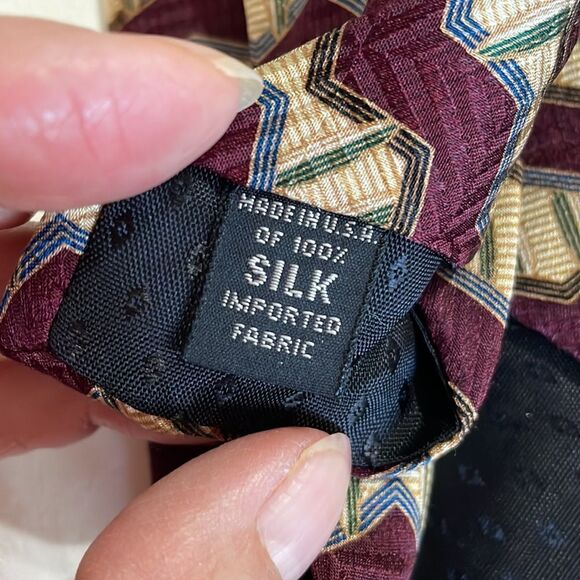 MADE IN U.S.A.
OF 100%
SILK
IMPORTED
FABRIC